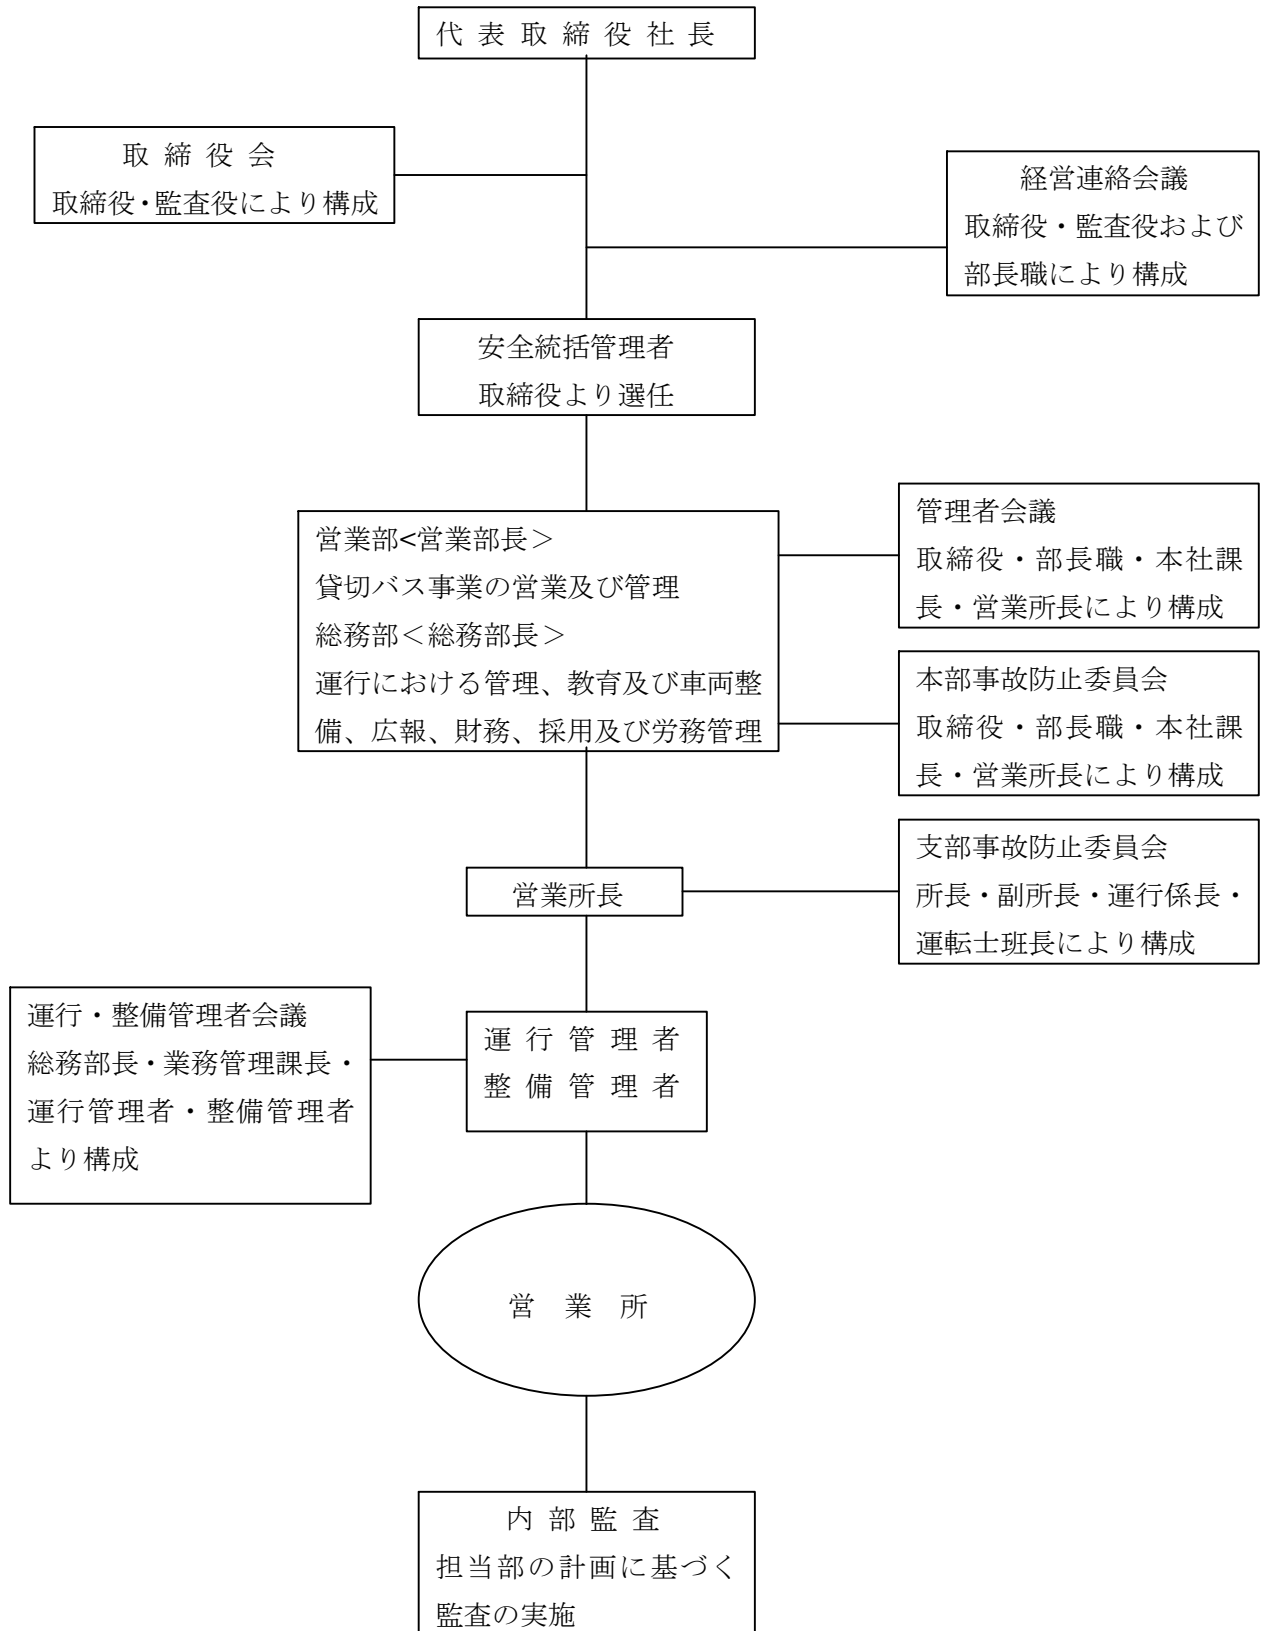 代表取締役社長
取締役会
取締役・監査役により構成
経営連絡会議
取締役・監査役および
部長職により構成
安全統括管理者
取締役より選任
営業部<営業部長＞
貸切バス事業の営業及び管理
総務部＜総務部長＞
運行における管理、教育及び車両整
備、広報、財務、採用及び労務管理
管理者会議
取締役・部長職・本社課
長・営業所長により構成
本部事故防止委員会
取締役・部長職・本社課
長・営業所長により構成
営業所長
支部事故防止委員会
所長・副所長・運行係長・
運転士班長により構成
運行・整備管理者会議
総務部長・業務管理課長・
運行管理者・整備管理者
より構成
運行管理者
整備管理者
営業所
内部監査
担当部の計画に基づく
監査の実施